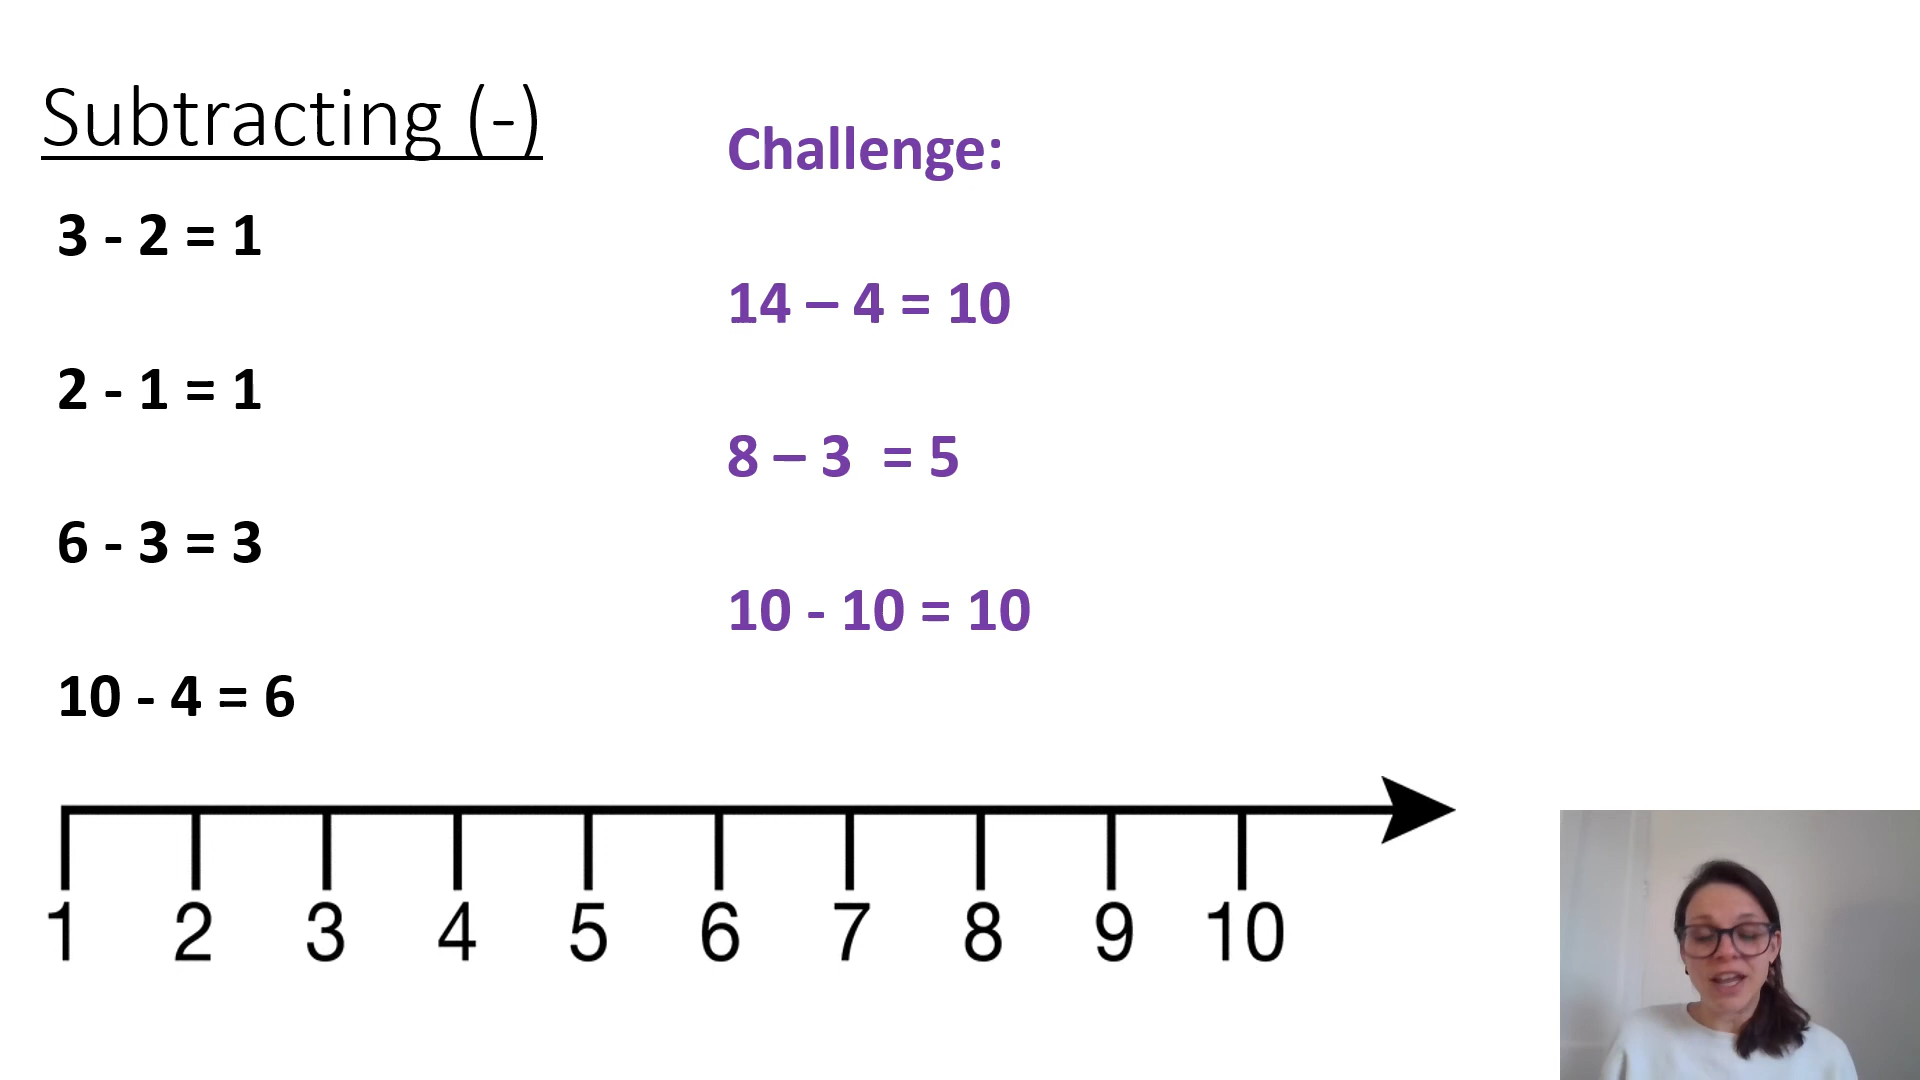 Subtracting (-)
3 - 2 = 1
2 - 1 = 1
6 - 3 = 3
10 - 4 = 6
Challenge:
14 – 4 = 10
8 – 3  = 5
10 - 10 = 10
1 2 3 4 5 6 7 8 9 10